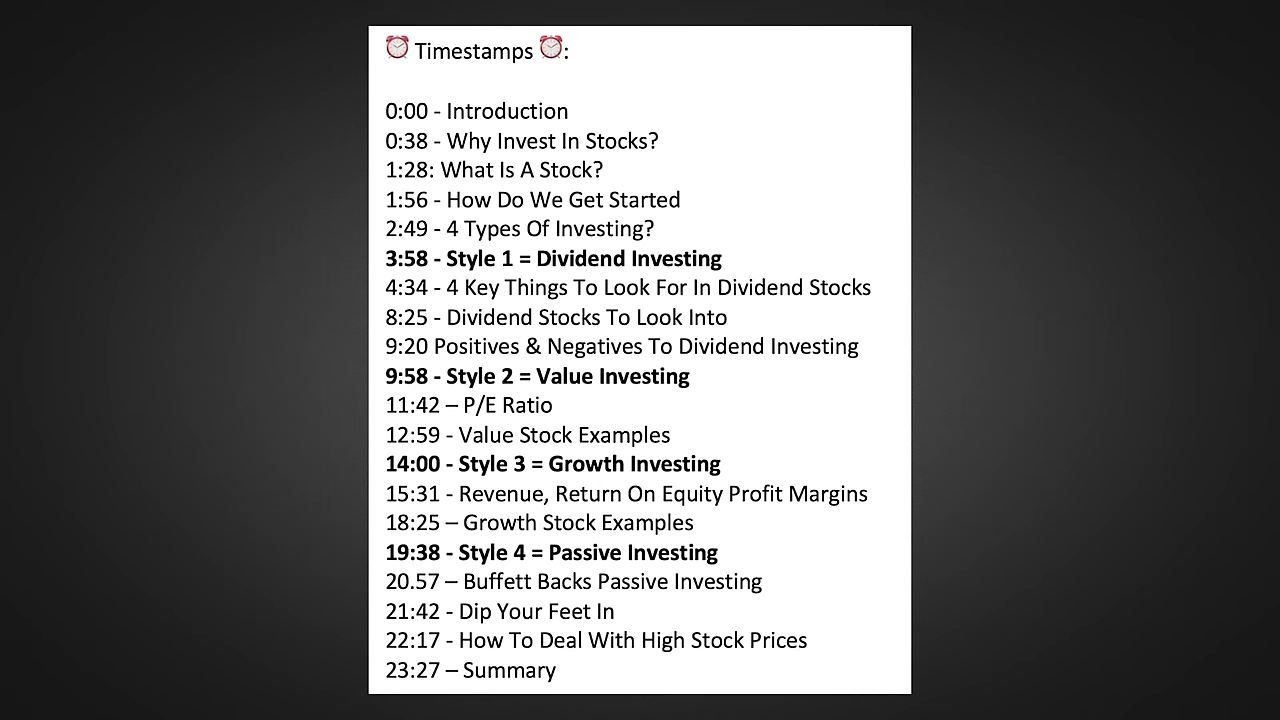 ⏰ Timestamps ⏰:
0:00 - Introduction
0:38 - Why Invest In Stocks?
1:28: What Is A Stock?
1:56 - How Do We Get Started
2:49 - 4 Types Of Investing?
3:58 - Style 1 = Dividend Investing
4:34 - 4 Key Things To Look For In Dividend Stocks
8:25 - Dividend Stocks To Look Into
9:20 Positives & Negatives To Dividend Investing
9:58 - Style 2 = Value Investing
11:42 – P/E Ratio
12:59 - Value Stock Examples
14:00 - Style 3 = Growth Investing
15:31 - Revenue, Return On Equity Profit Margins
18:25 – Growth Stock Examples
19:38 - Style 4 = Passive Investing
20.57 – Buffett Backs Passive Investing
21:42 - Dip Your Feet In
22:17 - How To Deal With High Stock Prices
23:27 – Summary